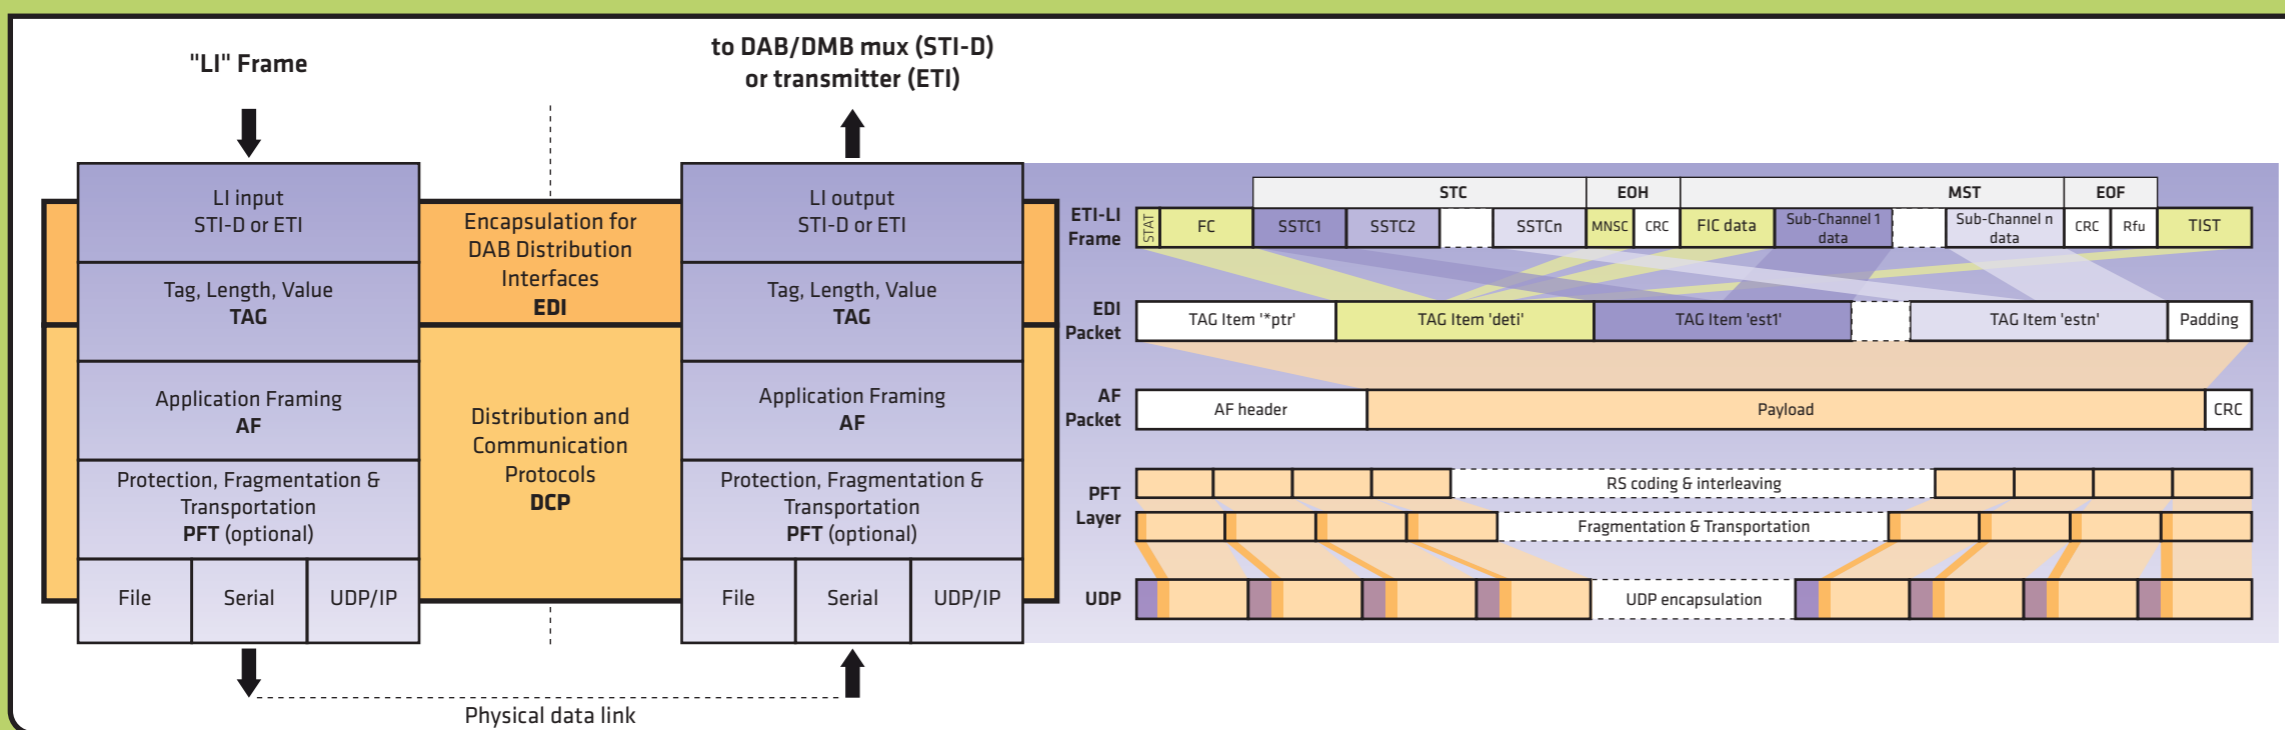 "LI" Frame
to DAB/DMB mux (STI-D)
or transmitter (ETI)
LI input
STI-D or ETI
Tag, Length, Value
TAG
Application Framing
AF
Protection, Fragmentation &
Transportation
PFT (optional)
File
Serial
UDP/IP
Encapsulation for
DAB Distribution
Interfaces
EDI
Distribution and
Communication
Protocols
DCP
LI output
STI-D or ETI
Tag, Length, Value
TAG
Application Framing
AF
Protection, Fragmentation &
Transportation
PFT (optional)
File
Serial
UDP/IP
Physical data link
STC
EOH
MST
EOF
ETI-LI
Frame
STAT
FC
SSTC1
SSTC2
SSTCn
MNSC
CRC
FIC data
Sub-Channel 1
data
Sub-Channel n
data
CRC
Rfu
TIST
EDI
Packet
TAG Item '*ptr'
TAG Item 'deti'
TAG Item 'est1'
TAG Item 'estn'
Padding
AF
Packet
AF header
Payload
CRC
PFT
Layer
RS coding & interleaving
Fragmentation & Transportation
UDP
UDP encapsulation